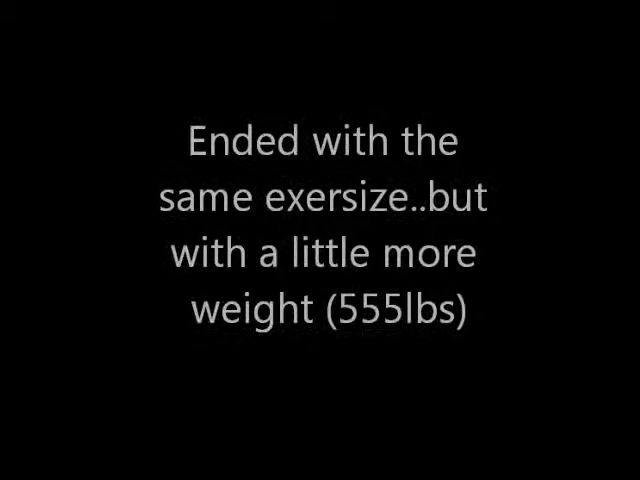 Ended with the
same exersize..but
with a little more
weight (555lbs)